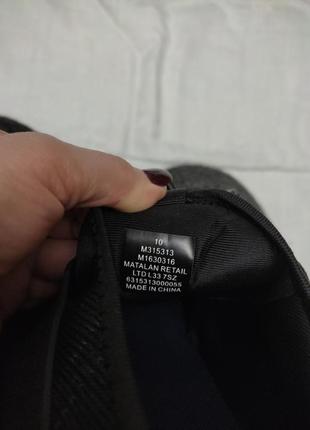 10
M315313
M1630316
MATALAN RETAIL
LTD L33 7SZ
6315313000055
MADE IN CHINA